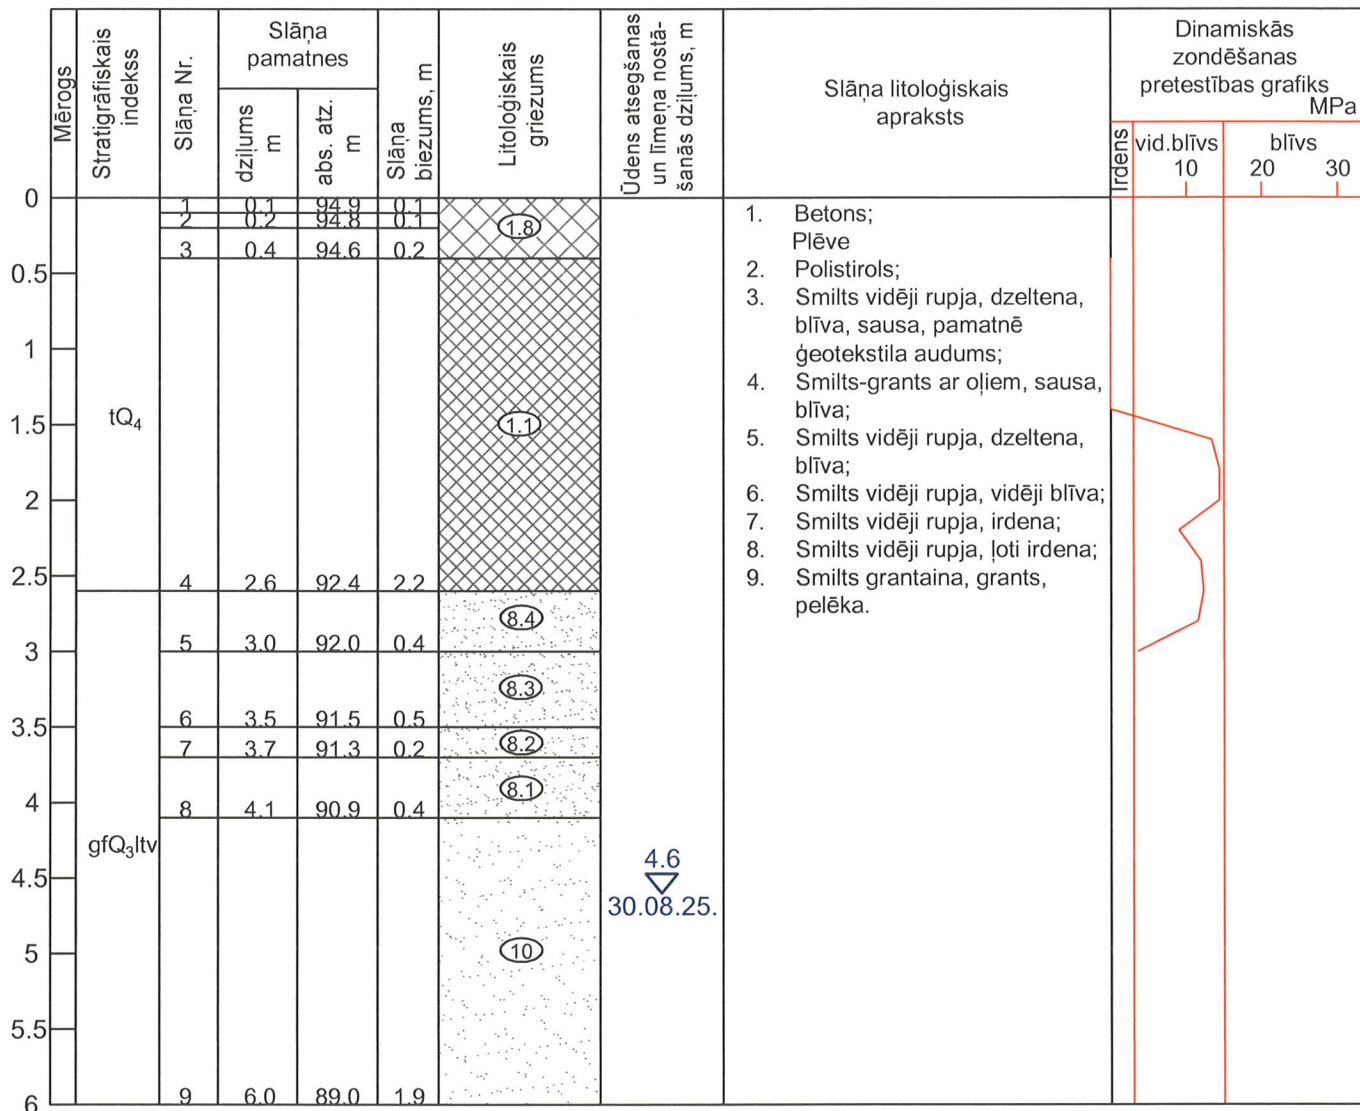 Mērogs
Stratigrāfiskais
indekss
Slāņa Nr.
Slāņa
pamatnes
dziļums
m
abs. atz.
m
Slāņa
biezums, m
Litoloģiskais
griezums
Ūdens atsegšanas
un līmeņa nostā-
šanās dziļums, m
Slāņa litoloģiskais
apraksts
Dinamiskās
zondēšanas
pretestības grafiks
MPa
Irdens
vid.blīvs
blīvs
10 20 30
0
0.5
1
1.5
2
2.5
3
3.5
4
4.5
5
5.5
6
tQ₄
gfQ₃ltv
1 0.1 94.9 0.1
2 0.2 94.8 0.1
3 0.4 94.6 0.2
4 2.6 92.4 2.2
5 3.0 92.0 0.4
6 3.5 91.5 0.5
7 3.7 91.3 0.2
8 4.1 90.9 0.4
9 6.0 89.0 1.9
1.8
1.1
8.4
8.3
8.2
8.1
10
4.6
30.08.25.
1. Betons;
Plēve
2. Polistirols;
3. Smilts vidēji rupja, dzeltena,
blīva, sausa, pamatnē
ģeotekstila audums;
4. Smilts-grants ar oļiem, sausa,
blīva;
5. Smilts vidēji rupja, dzeltena,
blīva;
6. Smilts vidēji rupja, vidēji blīva;
7. Smilts vidēji rupja, irdena;
8. Smilts vidēji rupja, ļoti irdena;
9. Smilts grantaina, grants,
pelēka.